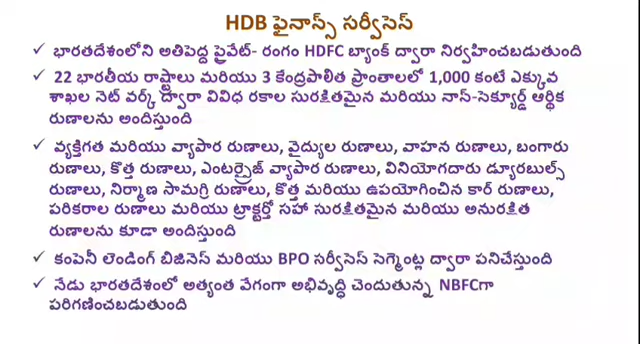 HDB ఫైనాన్స్ సర్వీసెస్
✓ భారతదేశంలోని అతిపెద్ద ప్రైవేట్- రంగం HDFC బ్యాంక్ ద్వారా నిర్వహించబడుతుంది
✓ 22 భారతీయ రాష్ట్రాలు మరియు 3 కేంద్రపాలిత ప్రాంతాలలో 1,000 కంటే ఎక్కువ
శాఖల నెట్ వర్క్ ద్వారా వివిధ రకాల సురక్షితమైన మరియు నాన్-సెక్యూర్డ్ ఆర్థిక
రుణాలను అందిస్తుంది
✓ వ్యక్తిగత మరియు వ్యాపార రుణాలు, వైద్యుల రుణాలు, వాహన రుణాలు, బంగారు
రుణాలు, కొత్త రుణాలు, ఎంటర్ప్రైజ్ వ్యాపార రుణాలు, వినియోగదారు డ్యూరబుల్స్
రుణాలు, నిర్మాణ సామగ్రి రుణాలు, కొత్త మరియు ఉపయోగించిన కార్ రుణాలు,
పరికరాల రుణాలు మరియు ట్రాక్టర్తో సహా సురక్షితమైన మరియు అసురక్షిత
రుణాలను కూడా అందిస్తుంది
✓ కంపెనీ లెండింగ్ బిజినెస్ మరియు BPO సర్వీసెస్ సెగ్మెంట్ల ద్వారా పనిచేస్తుంది
✓ నేడు భారతదేశంలో అత్యంత వేగంగా అభివృద్ధి చెందుతున్న NBFCగా
పరిగణించబడుతుంది